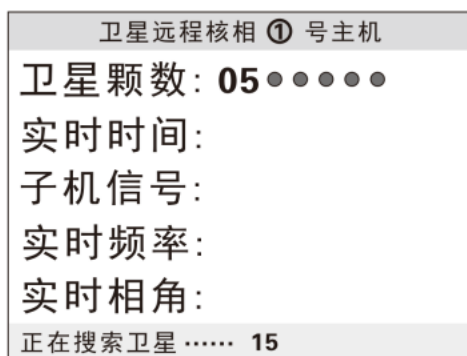 卫星远程核相 ① 号主机
卫星颗数: 05●●●●●
实时时间:
子机信号:
实时频率:
实时相角:
正在搜索卫星 ······ 15